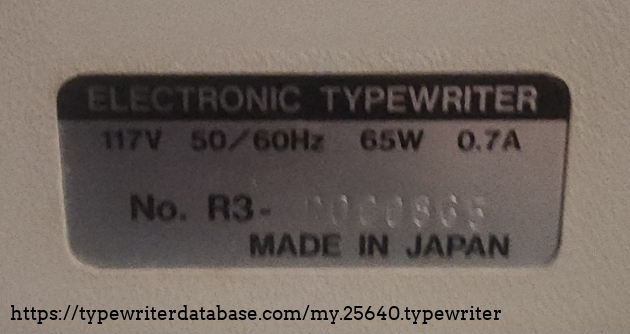 ELECTRONIC TYPEWRITER
117V 50/60Hz 65W 0.7A
No. R3-
MADE IN JAPAN
https://typewriterdatabase.com/my.25640.typewriter